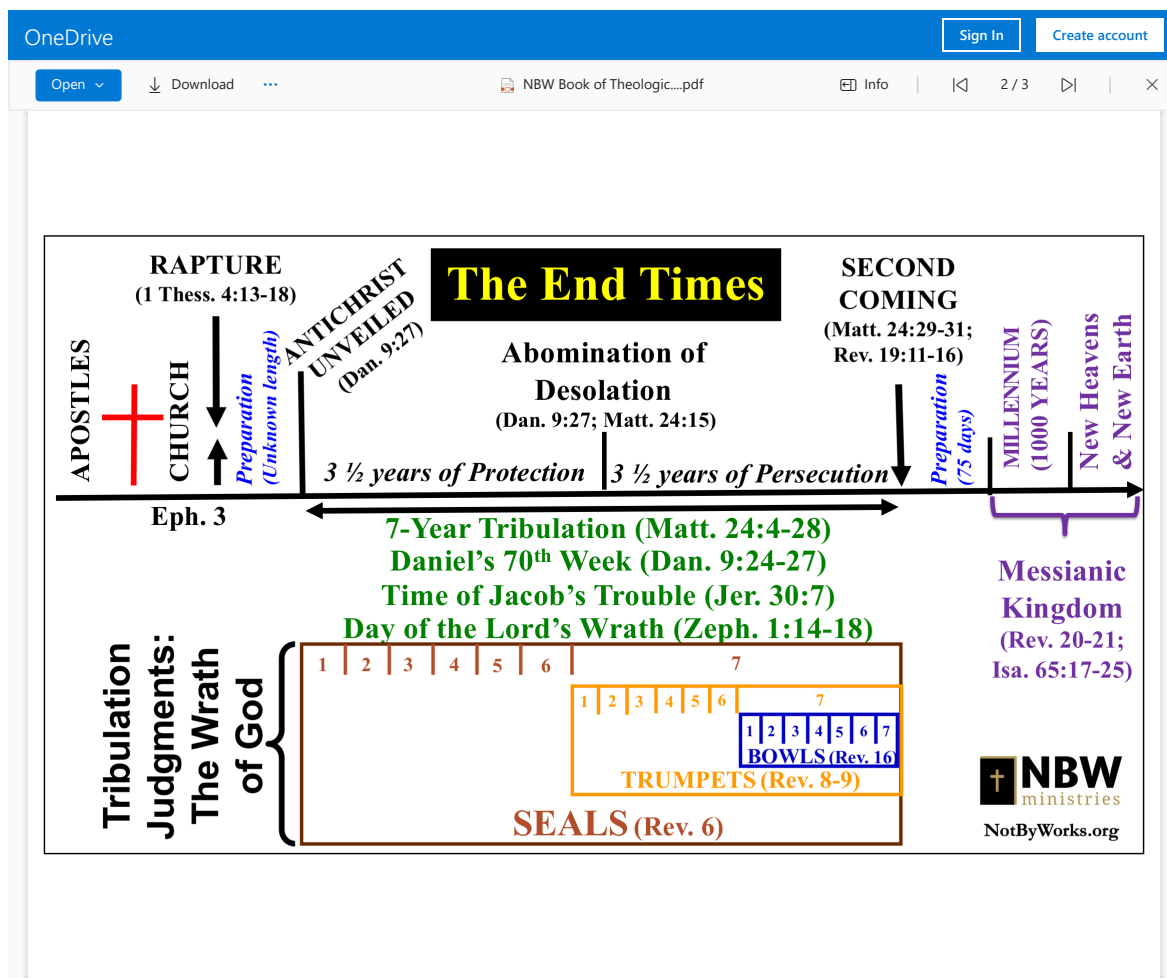 OneDrive
Sign In
Create account
Open
Download
...
NBW Book of Theologic....pdf
Info
2 / 3
The End Times
APOSTLES
RAPTURE
(1 Thess. 4:13-18)
CHURCH
Eph. 3
Preparation
(Unknown length)
ANTICHRIST
UNVEILED
(Dan. 9:27)
Abomination of
Desolation
(Dan. 9:27; Matt. 24:15)
3 ½ years of Protection
3 ½ years of Persecution
SECOND
COMING
(Matt. 24:29-31;
Rev. 19:11-16)
Preparation
(75 days)
MILLENNIUM
(1000 YEARS)
New Heavens
& New Earth
7-Year Tribulation (Matt. 24:4-28)
Daniel's 70th Week (Dan. 9:24-27)
Time of Jacob's Trouble (Jer. 30:7)
Day of the Lord's Wrath (Zeph. 1:14-18)
Messianic
Kingdom
(Rev. 20-21;
Isa. 65:17-25)
Tribulation
Judgments:
The Wrath
of God
1 2 3 4 5 6 7
1 2 3 4 5 6 7
1 2 3 4 5 6 7
BOWLS (Rev. 16)
TRUMPETS (Rev. 8-9)
SEALS (Rev. 6)
NBW
ministries
NotByWorks.org